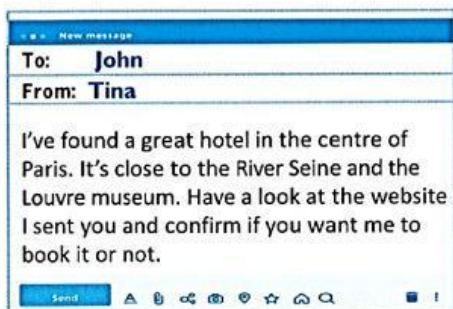 New message
To: John
From: Tina
I've found a great hotel in the centre of
Paris. It's close to the River Seine and the
Louvre museum. Have a look at the website
I sent you and confirm if you want me to
book it or not.
Send